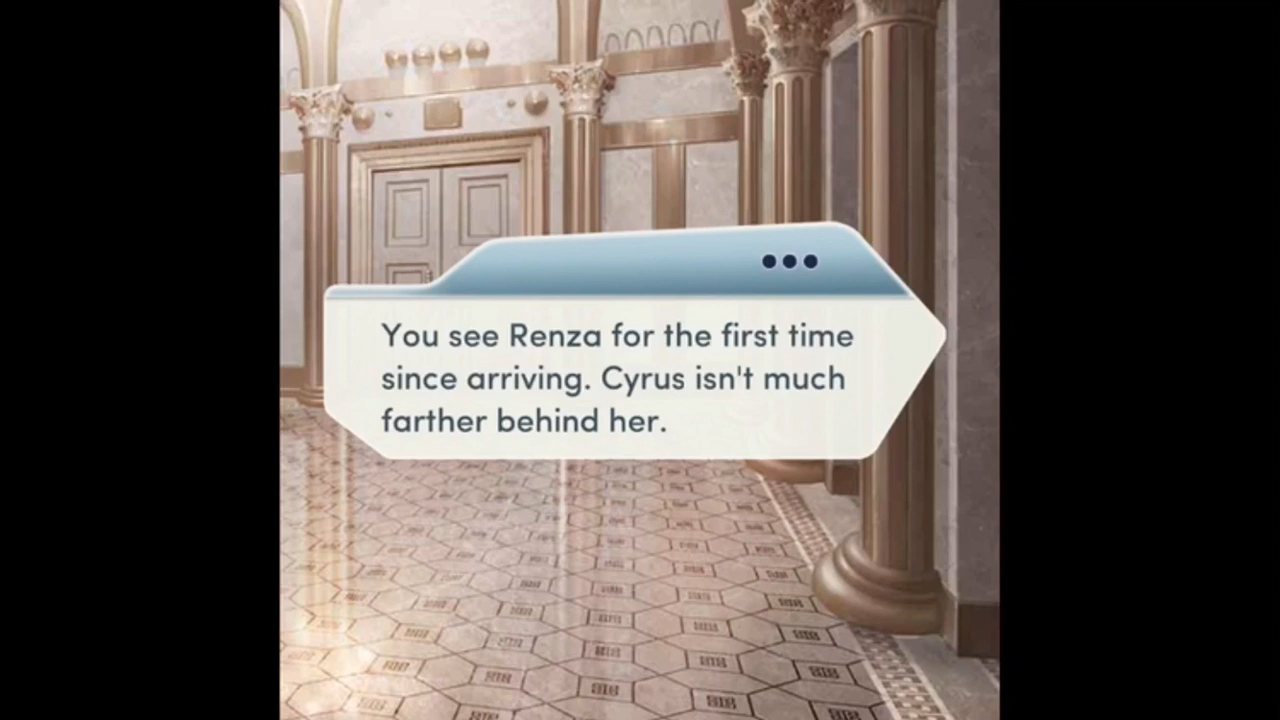 You see Renza for the first time
since arriving. Cyrus isn't much
farther behind her.